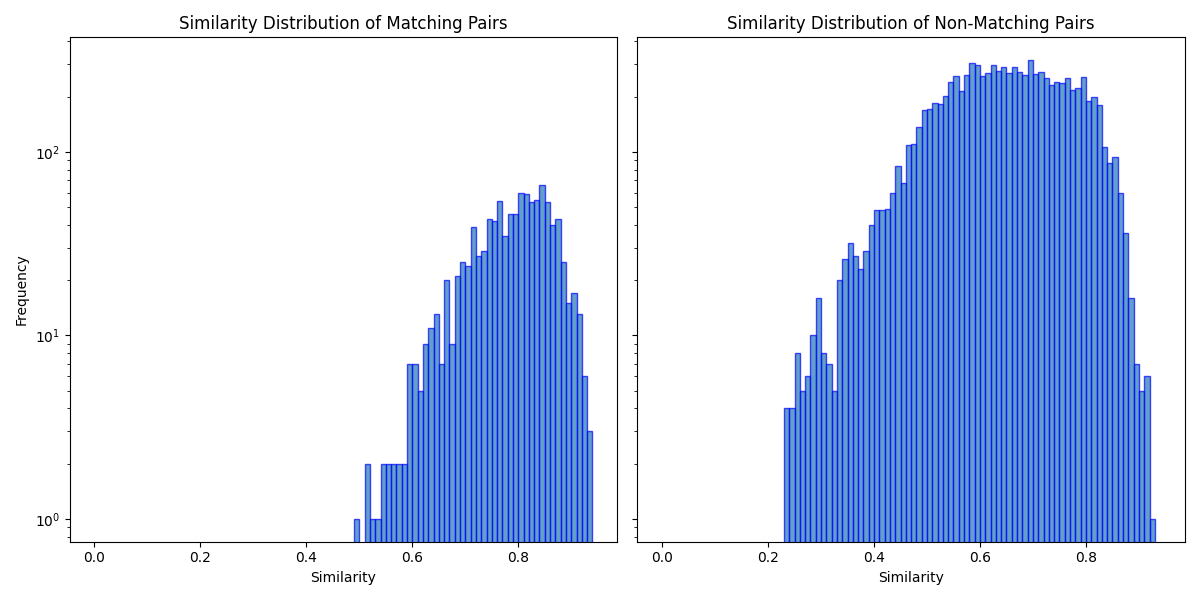 Similarity Distribution of Matching Pairs
Similarity Distribution of Non-Matching Pairs
Frequency
10²
10¹
10⁰
0.0 0.2 0.4 0.6 0.8
0.0 0.2 0.4 0.6 0.8
Similarity
Similarity